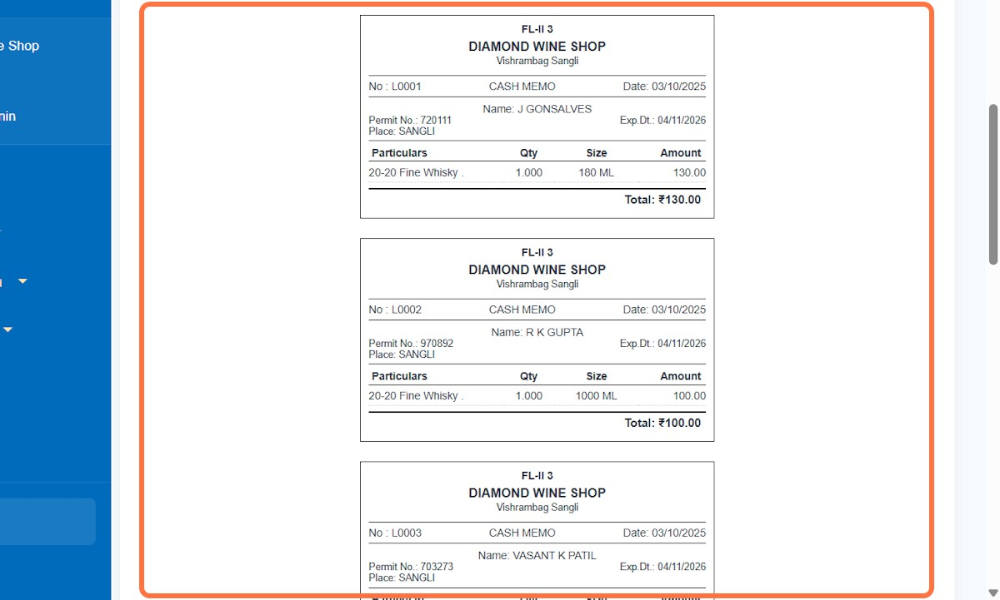 e Shop
nin
FL-II 3
DIAMOND WINE SHOP
Vishrambag Sangli
No : L0001 CASH MEMO Date: 03/10/2025
Name: J GONSALVES
Permit No.: 720111 Exp.Dt.: 04/11/2026
Place: SANGLI
Particulars Qty Size Amount
20-20 Fine Whisky . 1.000 180 ML 130.00
Total: ₹130.00
FL-II 3
DIAMOND WINE SHOP
Vishrambag Sangli
No : L0002 CASH MEMO Date: 03/10/2025
Name: R K GUPTA
Permit No.: 970892 Exp.Dt.: 04/11/2026
Place: SANGLI
Particulars Qty Size Amount
20-20 Fine Whisky . 1.000 1000 ML 100.00
Total: ₹100.00
FL-II 3
DIAMOND WINE SHOP
Vishrambag Sangli
No : L0003 CASH MEMO Date: 03/10/2025
Name: VASANT K PATIL
Permit No.: 703273 Exp.Dt.: 04/11/2026
Place: SANGLI